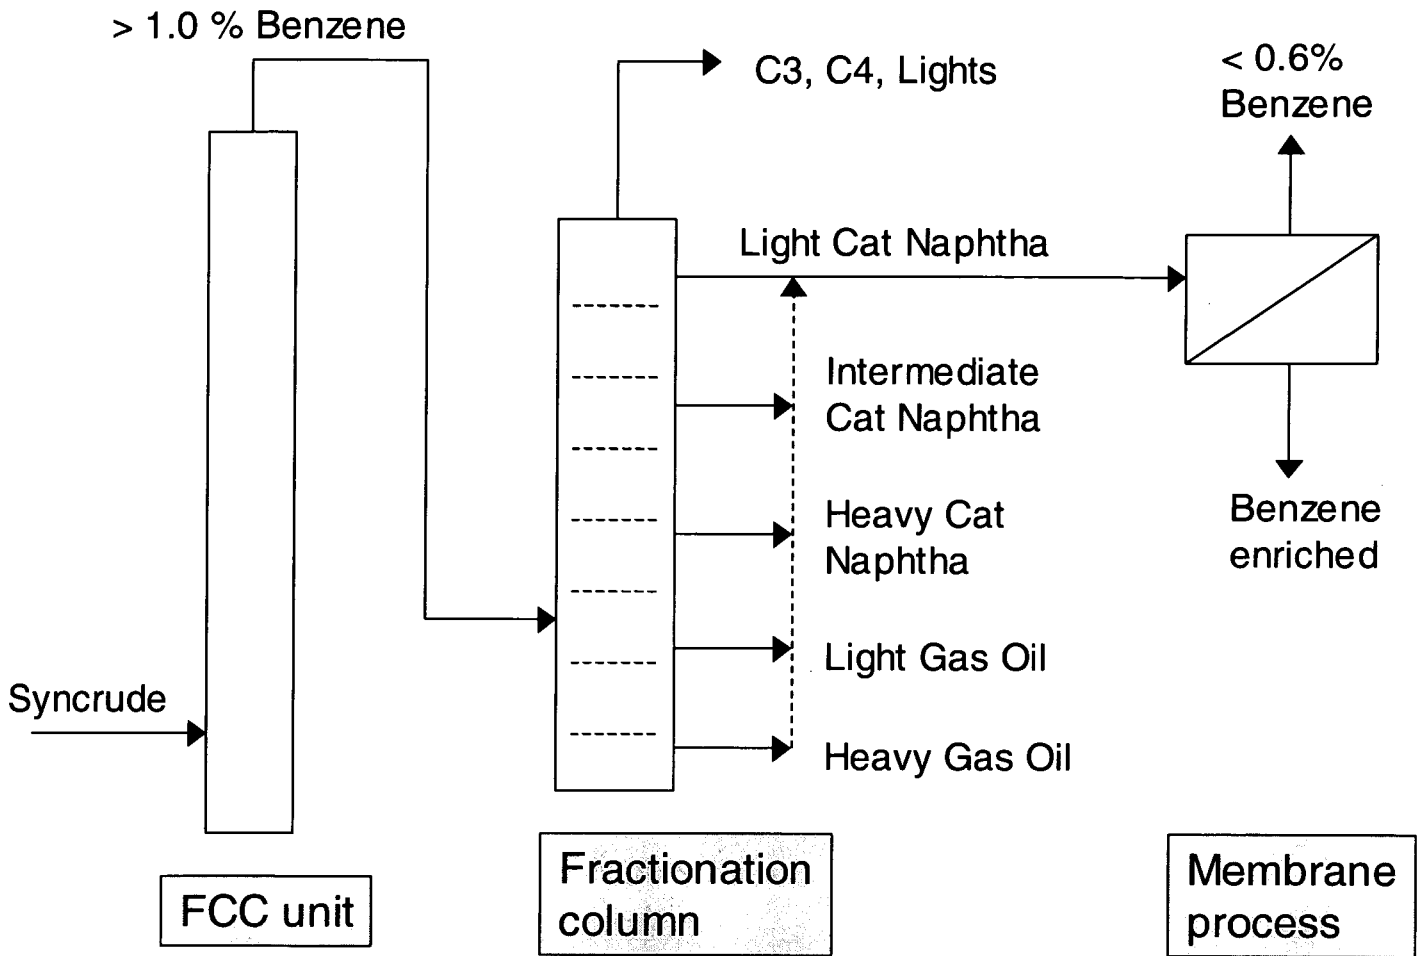 > 1.0 % Benzene
C3, C4, Lights
< 0.6%
Benzene
Light Cat Naphtha
Intermediate
Cat Naphtha
Heavy Cat
Naphtha
Benzene
enriched
Light Gas Oil
Syncrude
Heavy Gas Oil
FCC unit
Fractionation
column
Membrane
process